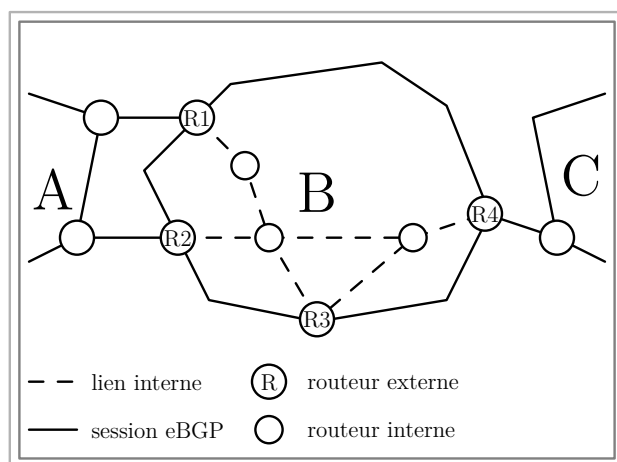 R1
A
B
C
R2
R4
R3
lien interne
R
routeur externe
session eBGP
routeur interne